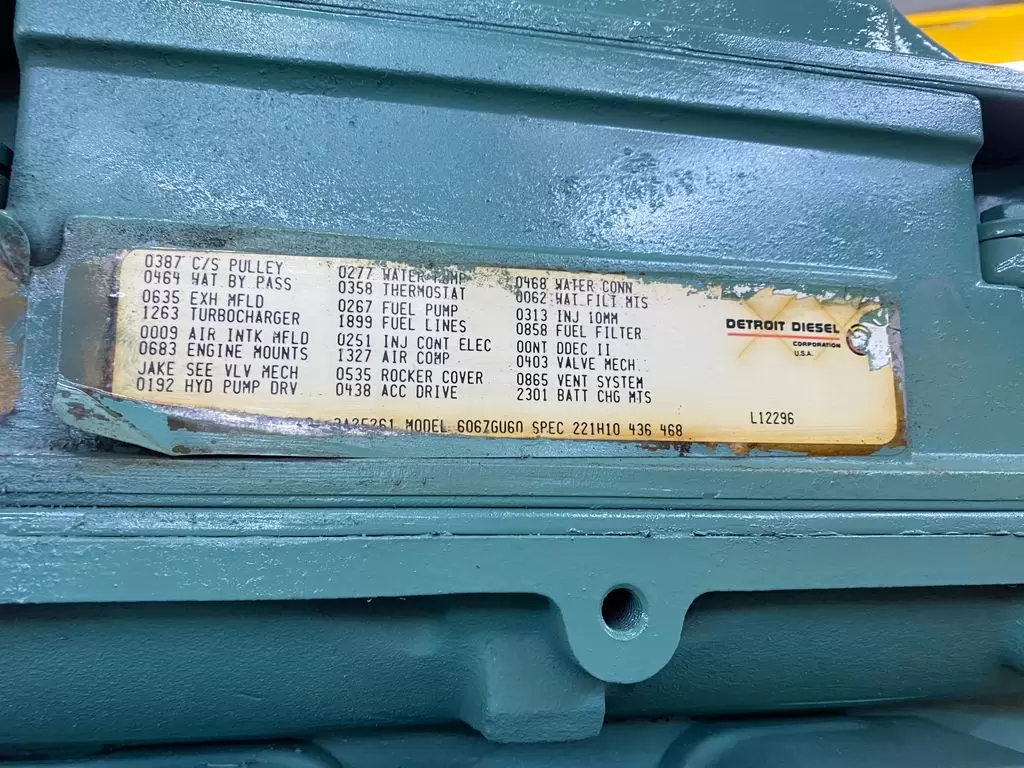 0387 C/S PULLEY
0464 WAT.BY.PASS
0635 EXH MFLD
1263 TURBOCHARGER
0009 AIR INTK MFLD
0683 ENGINE MOUNTS
JAKE SEE VLV MECH
0192 HYD PUMP DRV
0277 WATER PUMP
0358 THERMOSTAT
0267 FUEL PUMP
1899 FUEL LINES
0251 INJ CONT ELEC
1327 AIR COMP
0535 ROCKER COVER
0438 ACC DRIVE
0468 WATER CONN
0062 WAT.FILT.MTS
0313 INJ 10MM
0858 FUEL FILTER
00NT DDEC II
0403 VALVE MECH.
0865 VENT SYSTEM
2301 BATT CHG MTS
DETROIT DIESEL
CORPORATION
U.S.A.
MODEL 6067GU60 SPEC 221H10 436 468
L12296